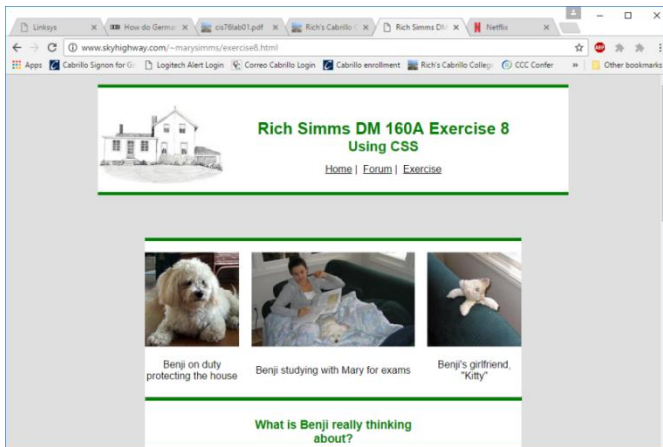 Linksys
How do German
cis76lab01.pdf
Rich's Cabrillo C
Rich Simms DM
Netflix
www.skyhighway.com/~marysimms/exercise8.html
Apps
Cabrillo Signon for G
Logitech Alert Login
Correo Cabrillo Login
Cabrillo enrollment
Rich's Cabrillo Colleg
CCC Confer
»
Other bookmarks
Rich Simms DM 160A Exercise 8
Using CSS
Home | Forum | Exercise
Benji on duty
protecting the house
Benji studying with Mary for exams
Benji's girlfriend,
"Kitty"
What is Benji really thinking
about?